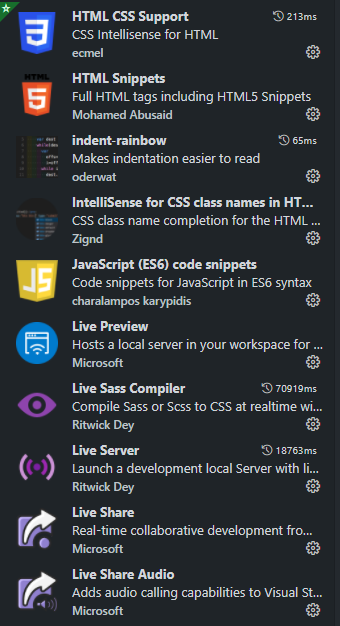 HTML CSS Support 213ms
CSS Intellisense for HTML
ecmel
HTML
HTML Snippets
Full HTML tags including HTML5 Snippets
Mohamed Abusaid
indent-rainbow 65ms
Makes indentation easier to read
oderwat
IntelliSense for CSS class names in HT...
CSS class name completion for the HTML ...
Zignd
JS
JavaScript (ES6) code snippets
Code snippets for JavaScript in ES6 syntax
charalampos karypidis
Live Preview
Hosts a local server in your workspace for ...
Microsoft
Live Sass Compiler 70919ms
Compile Sass or Scss to CSS at realtime wi...
Ritwick Dey
Live Server 18763ms
Launch a development local Server with li...
Ritwick Dey
Live Share
Real-time collaborative development fro...
Microsoft
Live Share Audio
Adds audio calling capabilities to Visual St...
Microsoft